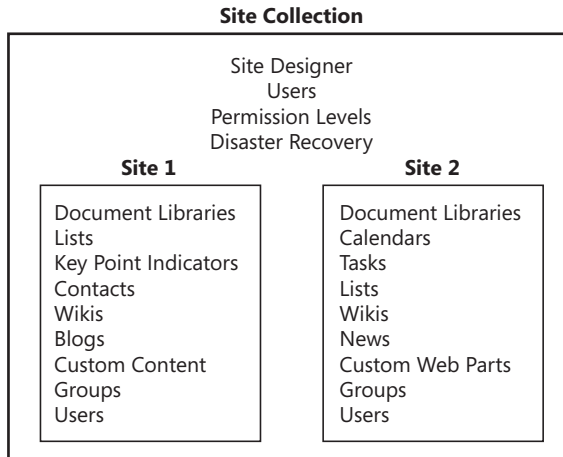 Site Collection
Site Designer
Users
Permission Levels
Disaster Recovery
Site 1
Document Libraries
Lists
Key Point Indicators
Contacts
Wikis
Blogs
Custom Content
Groups
Users
Site 2
Document Libraries
Calendars
Tasks
Lists
Wikis
News
Custom Web Parts
Groups
Users